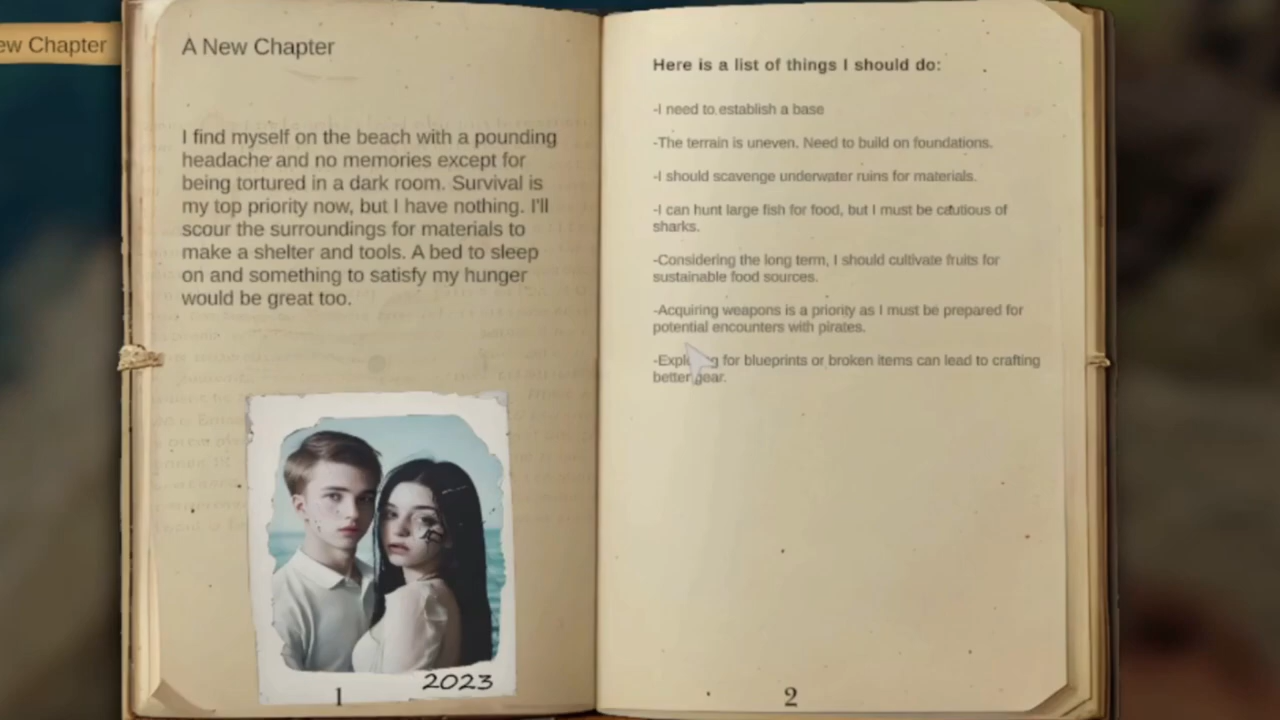 ew Chapter
A New Chapter
I find myself on the beach with a pounding
headache and no memories except for
being tortured in a dark room. Survival is
my top priority now, but I have nothing. I'll
scour the surroundings for materials to
make a shelter and tools. A bed to sleep
on and something to satisfy my hunger
would be great too.
2023
1
Here is a list of things I should do:
-I need to establish a base
-The terrain is uneven. Need to build on foundations.
-I should scavenge underwater ruins for materials.
-I can hunt large fish for food, but I must be cautious of
sharks.
-Considering the long term, I should cultivate fruits for
sustainable food sources.
-Acquiring weapons is a priority as I must be prepared for
potential encounters with pirates.
-Exploring for blueprints or broken items can lead to crafting
better gear.
2